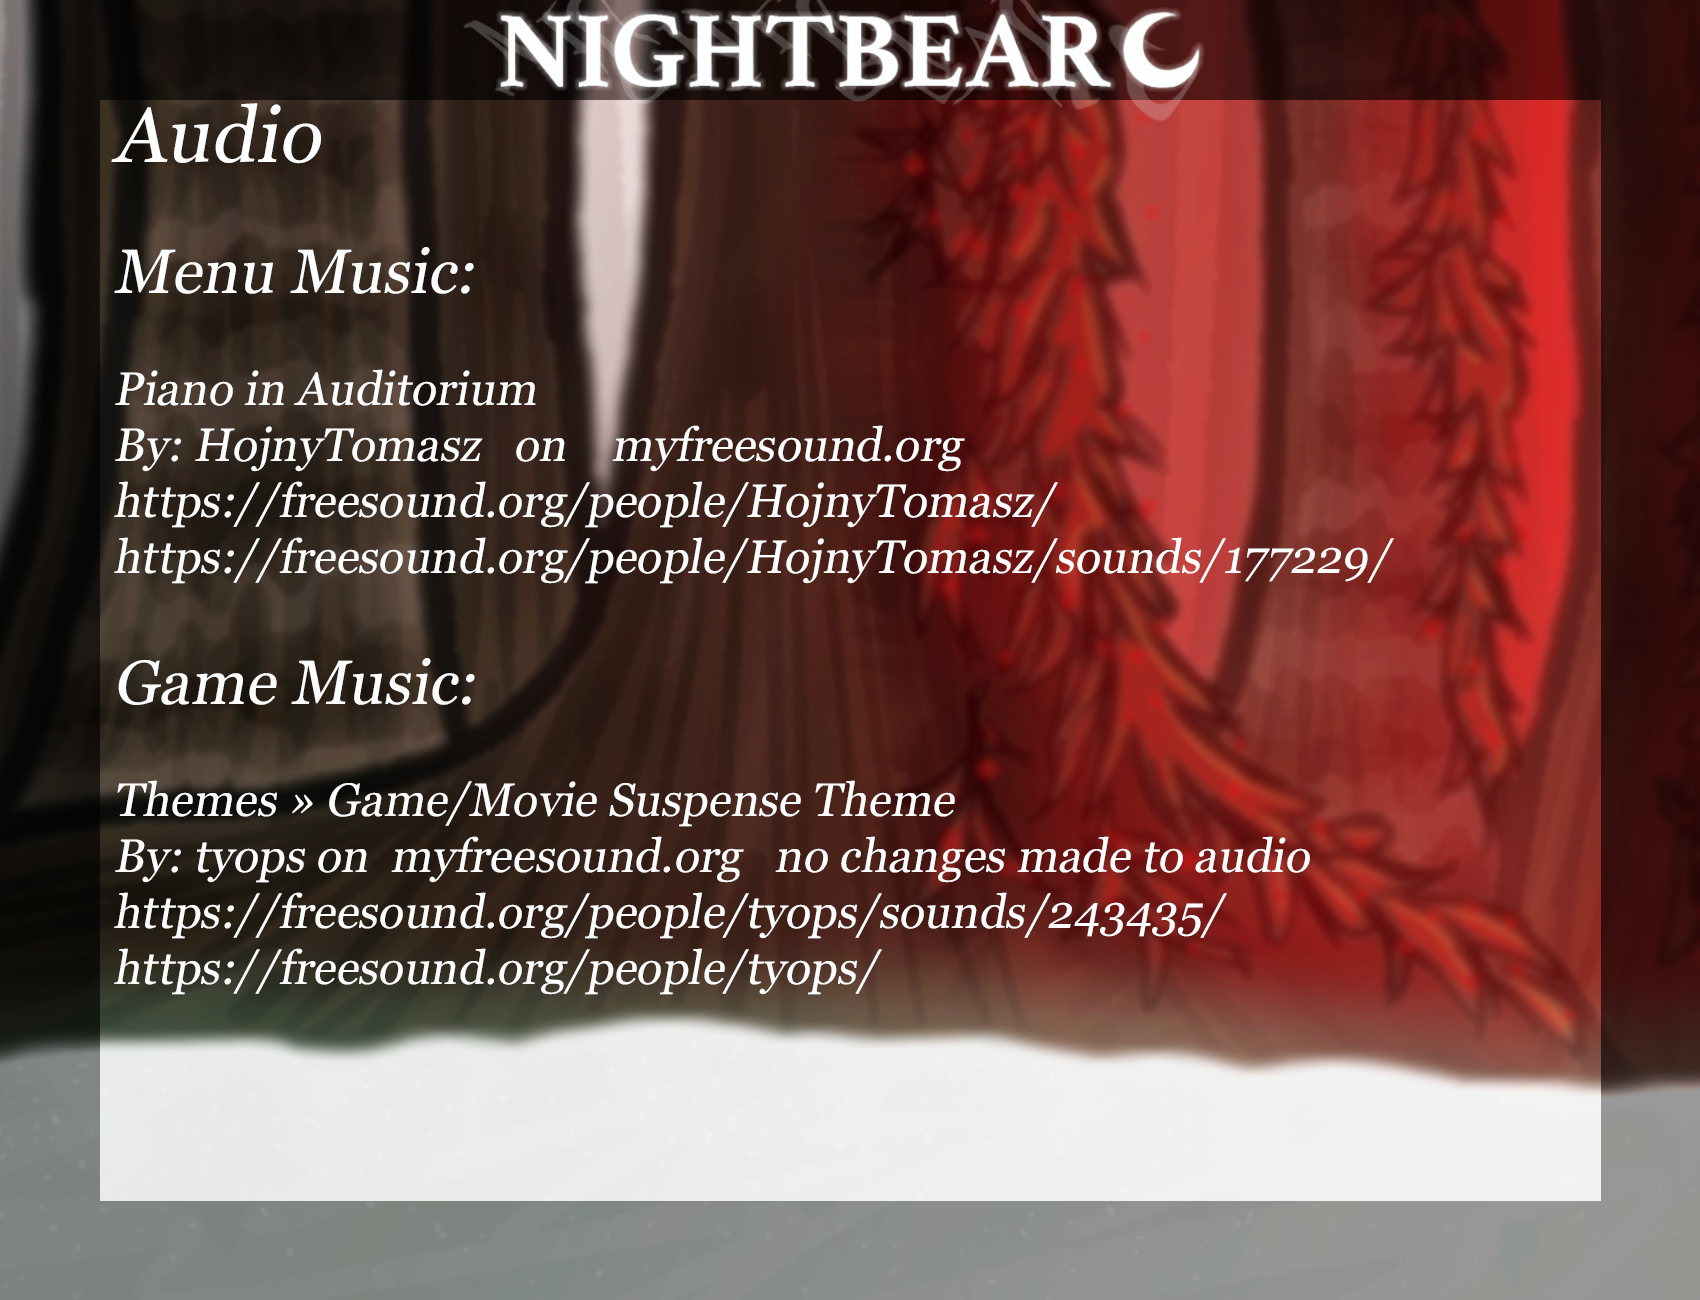 NIGHTBEAR
Audio
Menu Music:
Piano in Auditorium
By: HojnyTomasz on myfreesound.org
https://freesound.org/people/HojnyTomasz/
https://freesound.org/people/HojnyTomasz/sounds/177229/
Game Music:
Themes » Game/Movie Suspense Theme
By: tyops on myfreesound.org no changes made to audio
https://freesound.org/people/tyops/sounds/243435/
https://freesound.org/people/tyops/